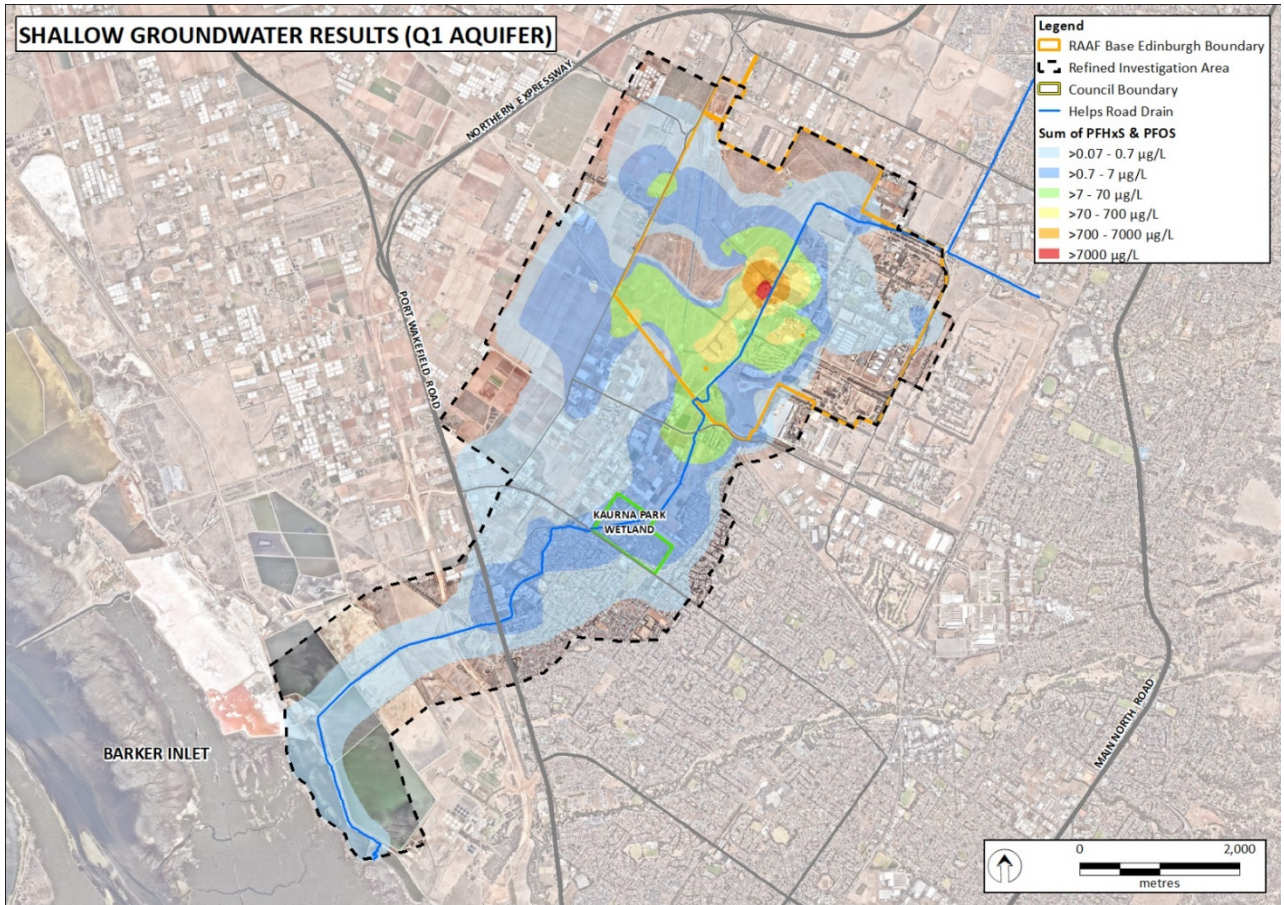 SHALLOW GROUNDWATER RESULTS (Q1 AQUIFER)
Legend
RAAF Base Edinburgh Boundary
Refined Investigation Area
Council Boundary
Helps Road Drain
Sum of PFHxS & PFOS
>0.07 - 0.7 µg/L
>0.7 - 7 µg/L
>7 - 70 µg/L
>70 - 700 µg/L
>700 - 7000 µg/L
>7000 µg/L
NORTHERN EXPRESSWAY
PORT WAKEFIELD ROAD
KAURNA PARK
WETLAND
MAIN NORTH ROAD
BARKER INLET
0 2,000
metres